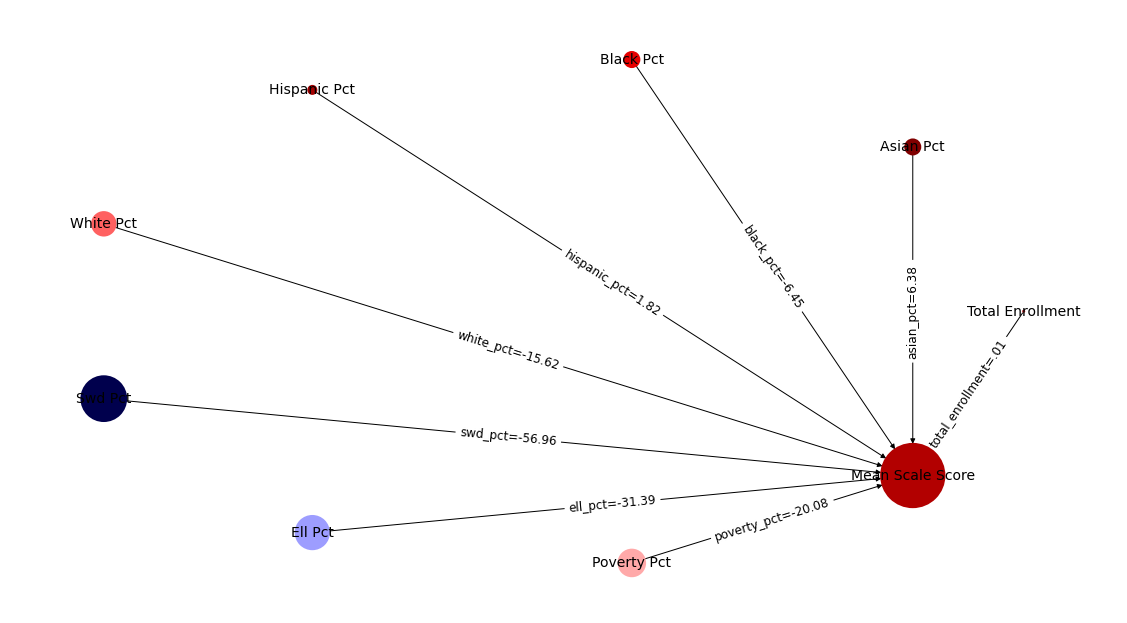 Black Pct
Hispanic Pct
Asian Pct
White Pct
black_pct=-6.45
hispanic_pct=1.82
asian_pct=6.38
Total Enrollment
white_pct=-15.62
total_enrollment=.01
Swd Pct
swd_pct=-56.96
Mean Scale Score
ell_pct=-31.39
poverty_pct=-20.08
Ell Pct
Poverty Pct